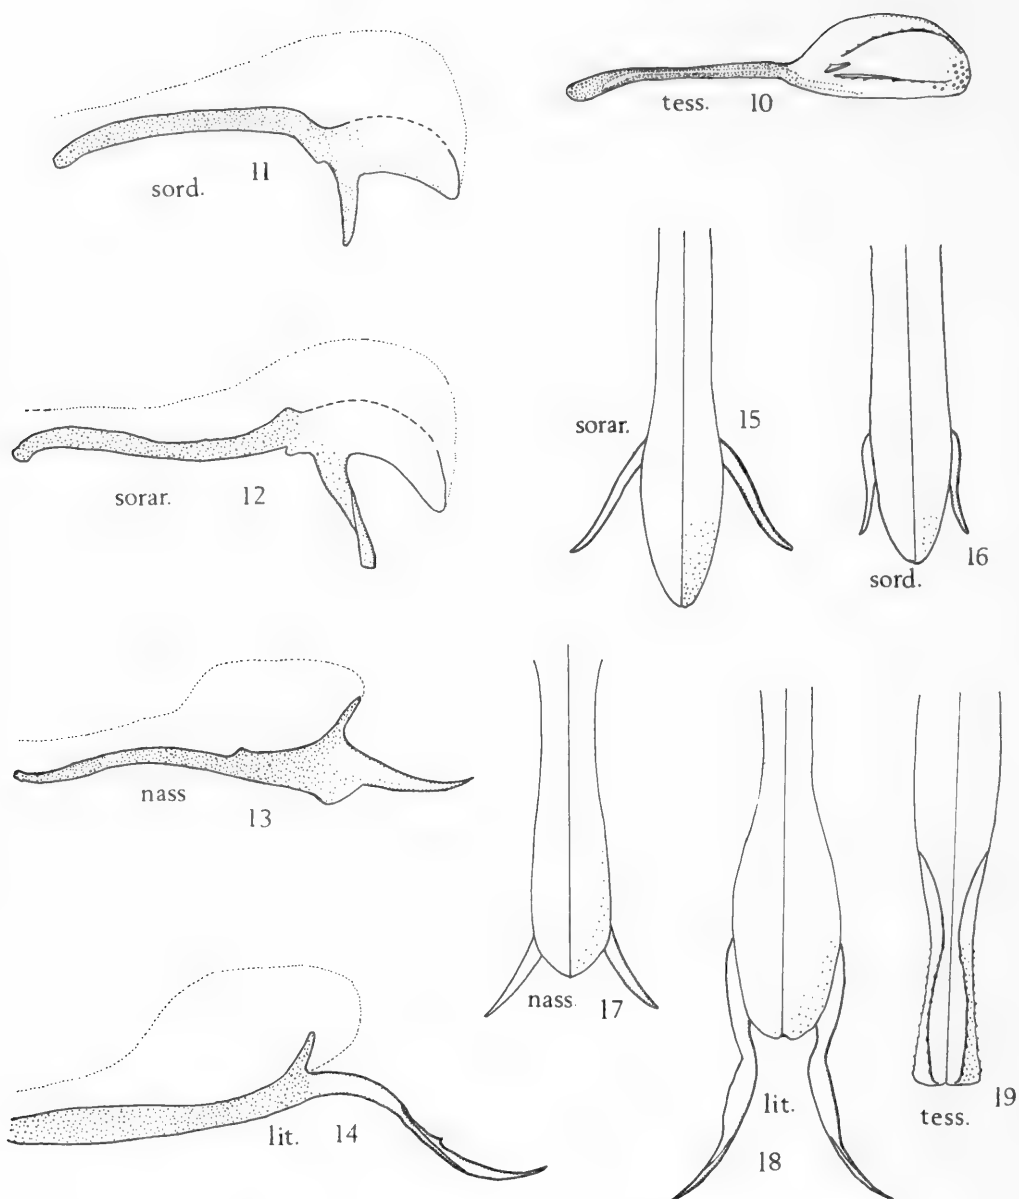 tess. 10
sord. 11
sorar. 12
sorar. 15
sord. 16
nass 13
nass. 17
lit. 14
lit. 18
tess. 19